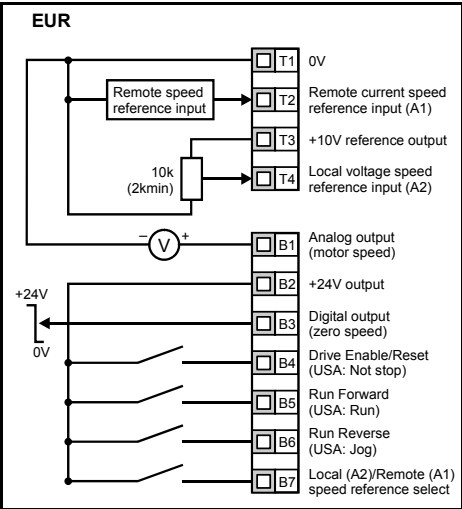 EUR
T1 0V
Remote speed
reference input
T2 Remote current speed
reference input (A1)
T3 +10V reference output
10k
(2kmin)
T4 Local voltage speed
reference input (A2)
– V +
B1 Analog output
(motor speed)
B2 +24V output
+24V
0V
B3 Digital output
(zero speed)
B4 Drive Enable/Reset
(USA: Not stop)
B5 Run Forward
(USA: Run)
B6 Run Reverse
(USA: Jog)
B7 Local (A2)/Remote (A1)
speed reference select